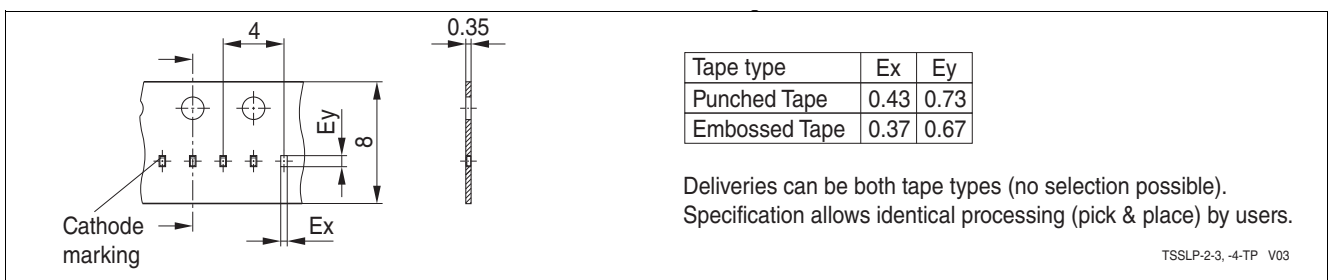 4
0.35
Ey
8
Ex
Cathode
marking
Tape type Ex Ey
Punched Tape 0.43 0.73
Embossed Tape 0.37 0.67
Deliveries can be both tape types (no selection possible).
Specification allows identical processing (pick & place) by users.
TSSLP-2-3, -4-TP V03